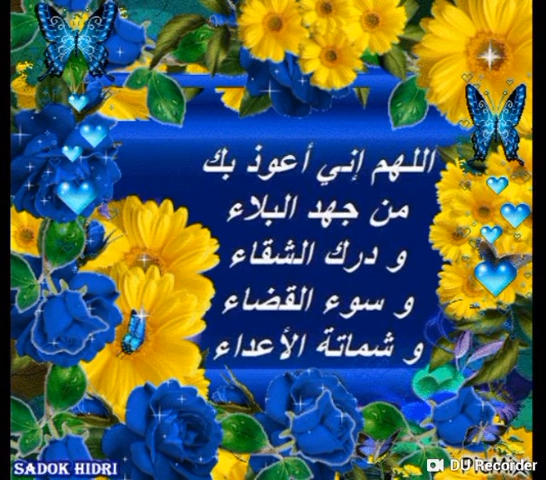 اللهم إني أعوذ بك
من جهد البلاء
و درك الشقاء
و سوء القضاء
و شماتة الأعداء
SADOK HIDRI
DU Recorder